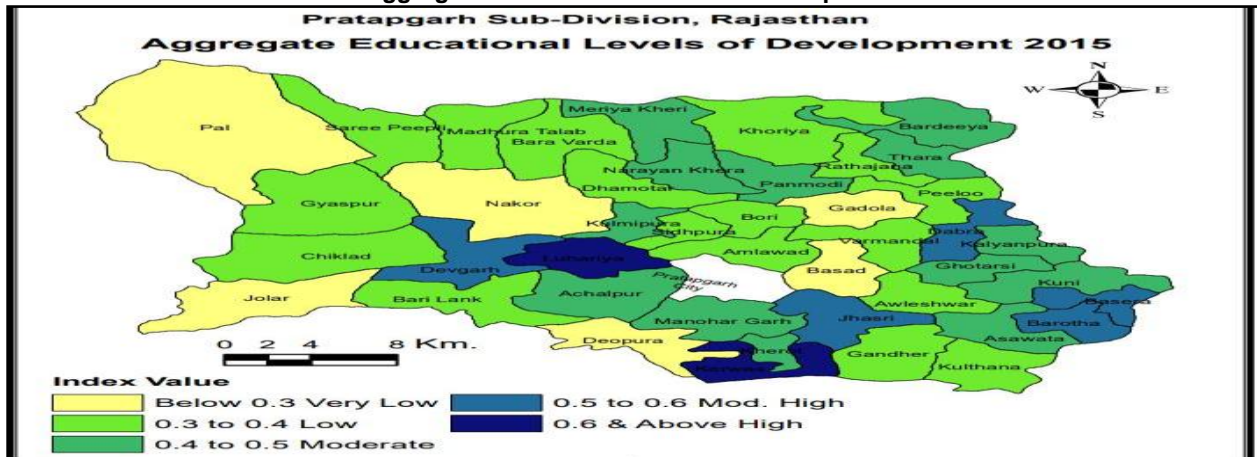 Pratapgarh Sub-Division, Rajasthan
Aggregate Educational Levels of Development 2015
N
W E
S
Pal
Saree Peepli
Madhura Talab
Bara Varda
Meriya Kheri
Khoriya
Bardeeya
Thara
Narayan Khera
Rathajana
Panmodi
Dhamotar
Peeloo
Gyaspur
Nakor
Gadola
Kelmipura
Sidhpura
Bori
Dabra
Varmandal
Kalyanpura
Chiklad
Devgarh
Lubariya
Amlawad
Basad
Ghotarsi
Kuni
Pratapgarh
City
Jolar
Bari Lank
Achalpur
Awleshwar
Basera
Manohar Garh
Jhasri
Barotha
Deopura
Asawata
Kherot
Gandher
Kulthana
Karwas
0 2 4 8 Km.
Index Value
Below 0.3 Very Low
0.5 to 0.6 Mod. High
0.3 to 0.4 Low
0.6 & Above High
0.4 to 0.5 Moderate